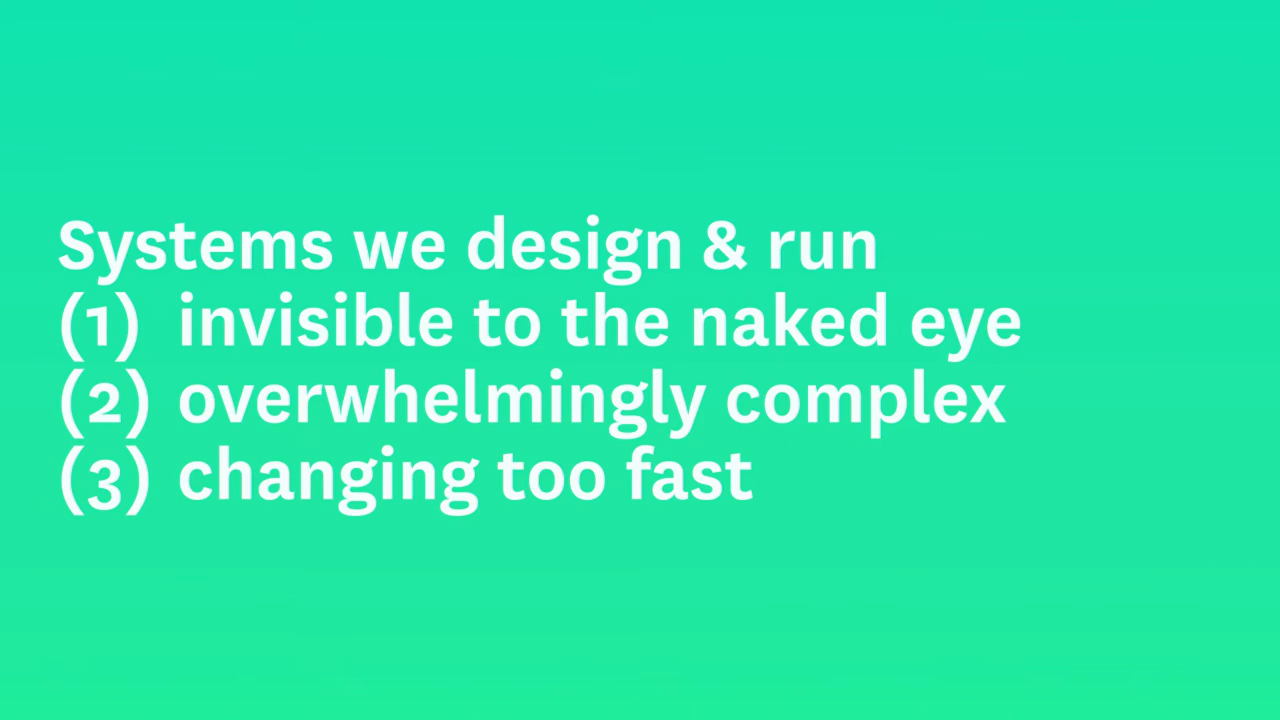 Systems we design & run
(1) invisible to the naked eye
(2) overwhelmingly complex
(3) changing too fast